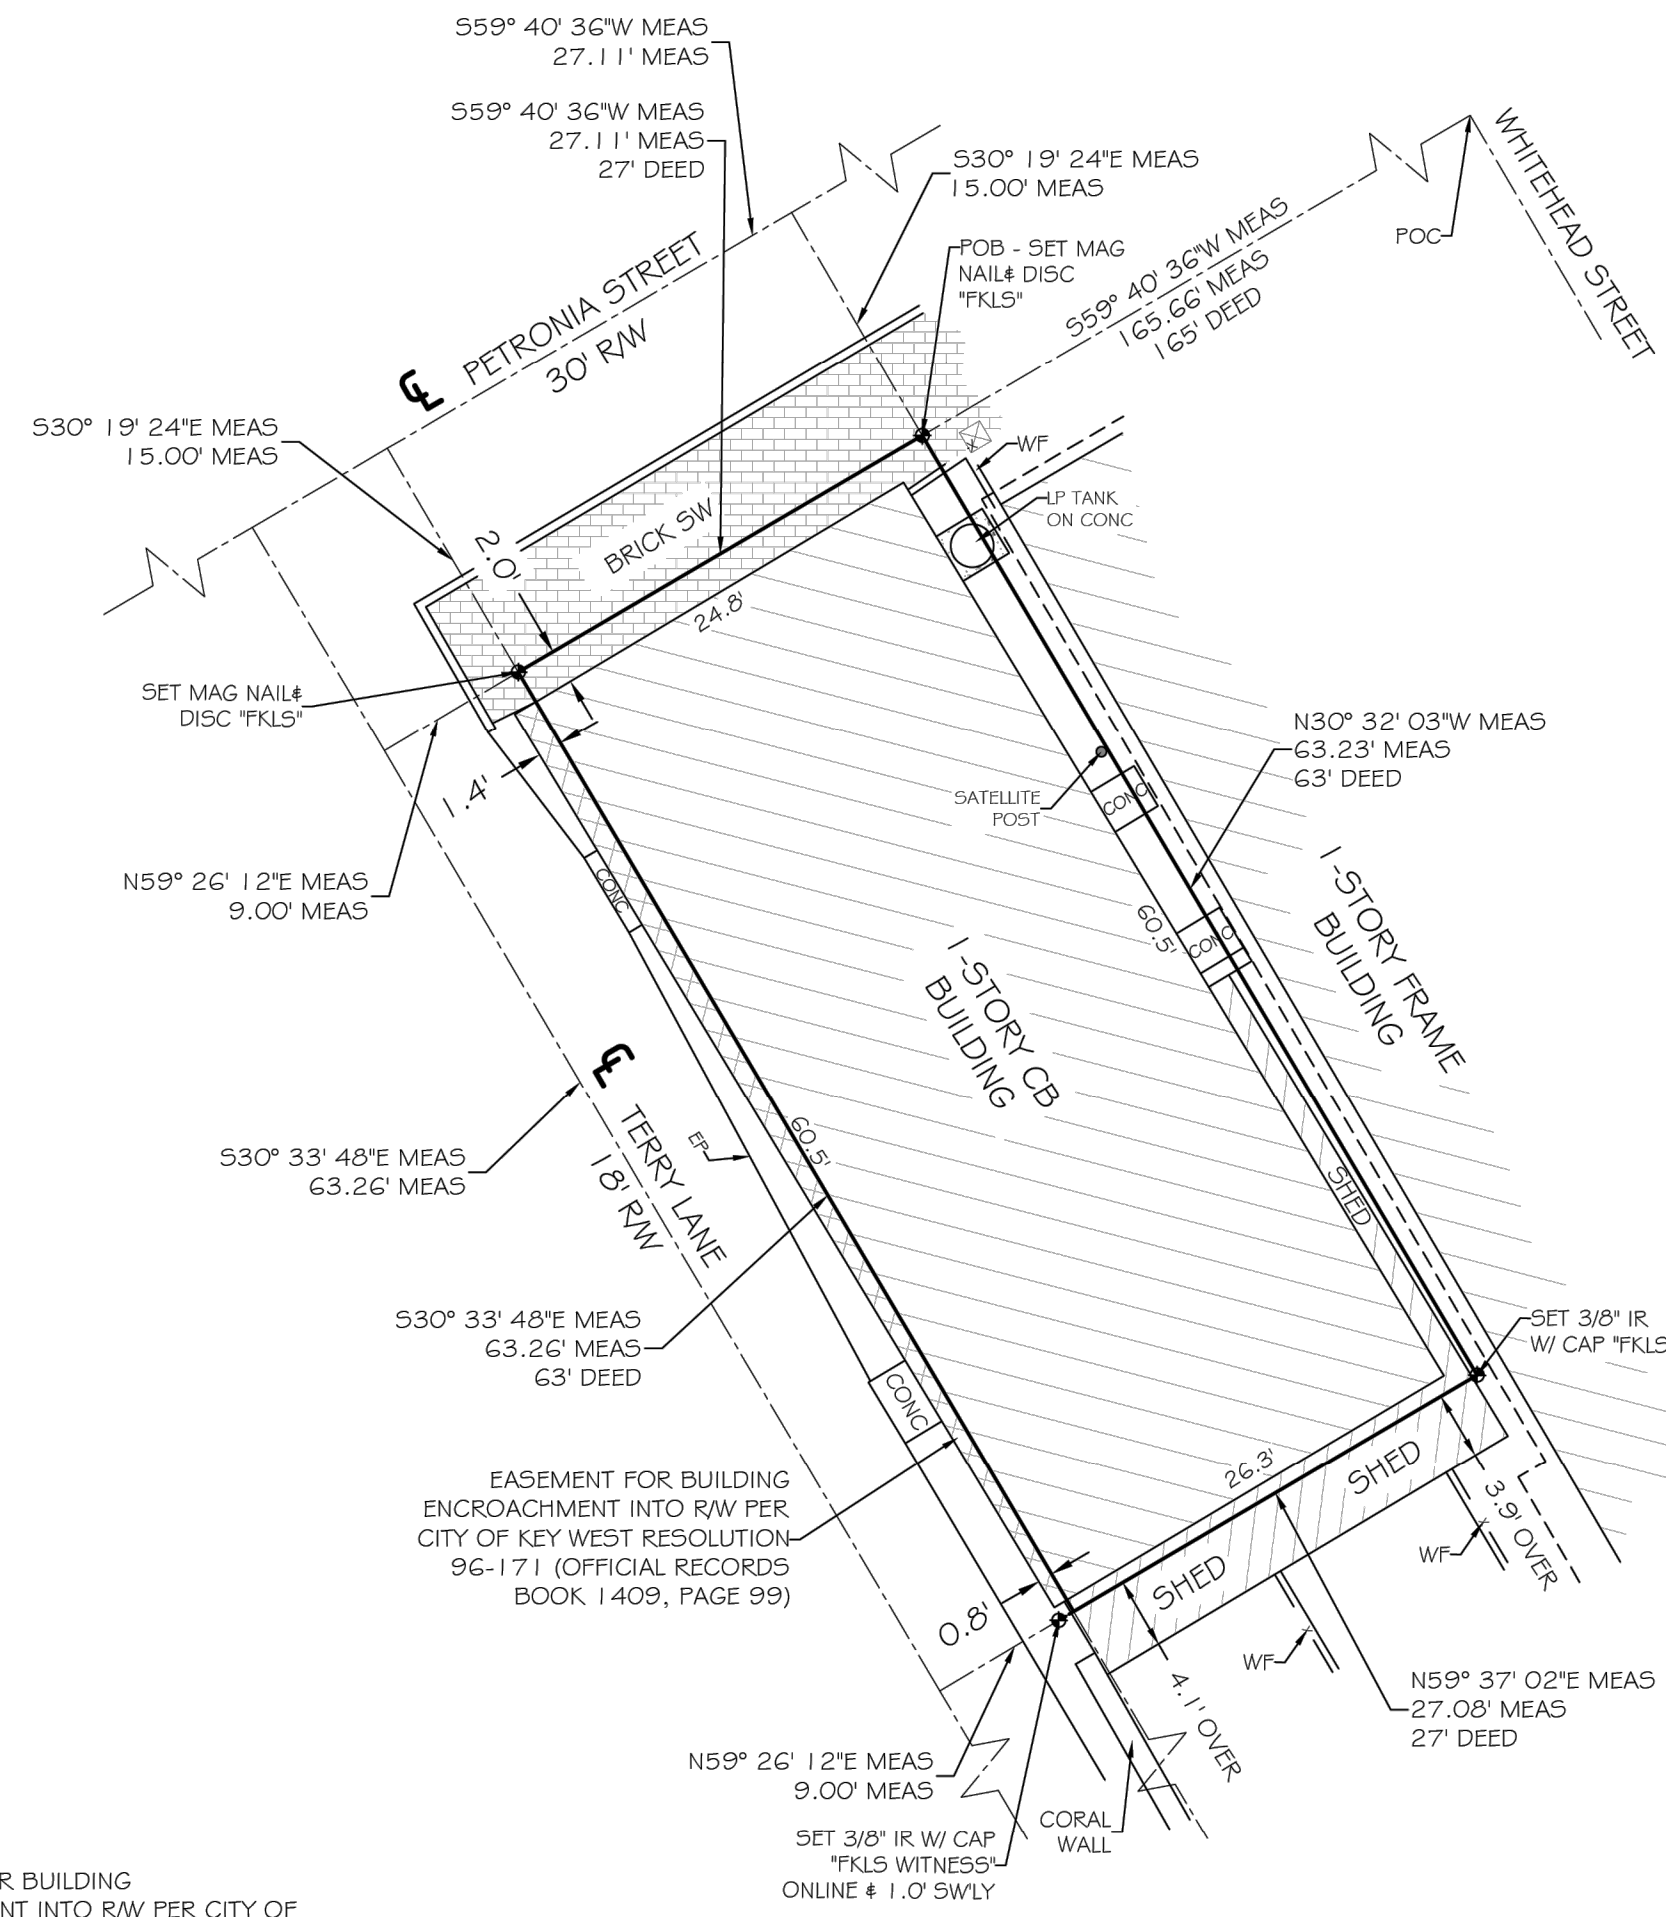 S59° 40' 36"W MEAS
27.11' MEAS
S59° 40' 36"W MEAS
27.11' MEAS
27' DEED
S30° 19' 24"E MEAS
15.00' MEAS
WHITEHEAD STREET
POC
POB - SET MAG
NAIL& DISC
"FKLS"
S59° 40' 36"W MEAS
165.66' MEAS
165' DEED
PETRONIA STREET
30' R/W
CL
S30° 19' 24"E MEAS
15.00' MEAS
WF
LP TANK
ON CONC
2.0'
BRICK SW
24.8'
SET MAG NAIL&
DISC "FKLS"
1.4'
N30° 32' 03"W MEAS
63.23' MEAS
63' DEED
SATELLITE
POST
CONC
N59° 26' 12"E MEAS
9.00' MEAS
CONC
60.5'
CONC
1-STORY FRAME
BUILDING
1-STORY CB
BUILDING
CL
TERRY LANE
18' R/W
EP
60.5'
SHED
S30° 33' 48"E MEAS
63.26' MEAS
S30° 33' 48"E MEAS
63.26' MEAS
63' DEED
SET 3/8" IR
W/ CAP "FKLS
CONC
26.3'
SHED
SHED
3.9' OVER
WF
EASEMENT FOR BUILDING
ENCROACHMENT INTO R/W PER
CITY OF KEY WEST RESOLUTION
96-171 (OFFICIAL RECORDS
BOOK 1409, PAGE 99)
0.8'
WF
4.1' OVER
N59° 37' 02"E MEAS
27.08' MEAS
27' DEED
N59° 26' 12"E MEAS
9.00' MEAS
CORAL
WALL
SET 3/8" IR W/ CAP
"FKLS WITNESS"
ONLINE & 1.0' SW'LY
R BUILDING
NT INTO R/W PER CITY OF